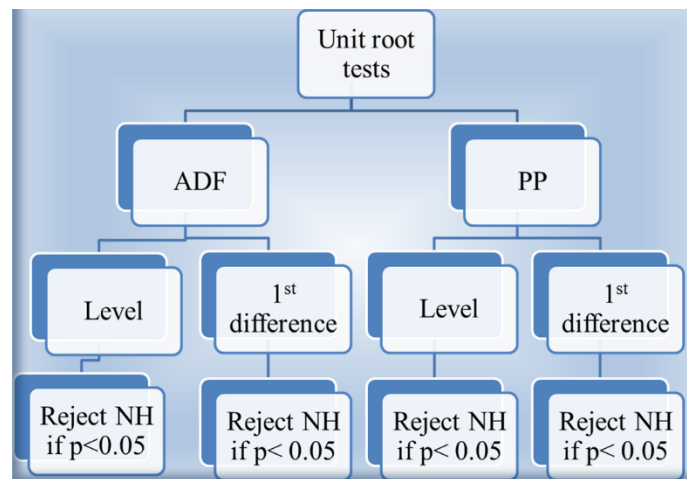 Unit root
tests
ADF
PP
Level
1st
difference
Level
1st
difference
Reject NH
if p<0.05
Reject NH
if p< 0.05
Reject NH
if p< 0.05
Reject NH
if p< 0.05